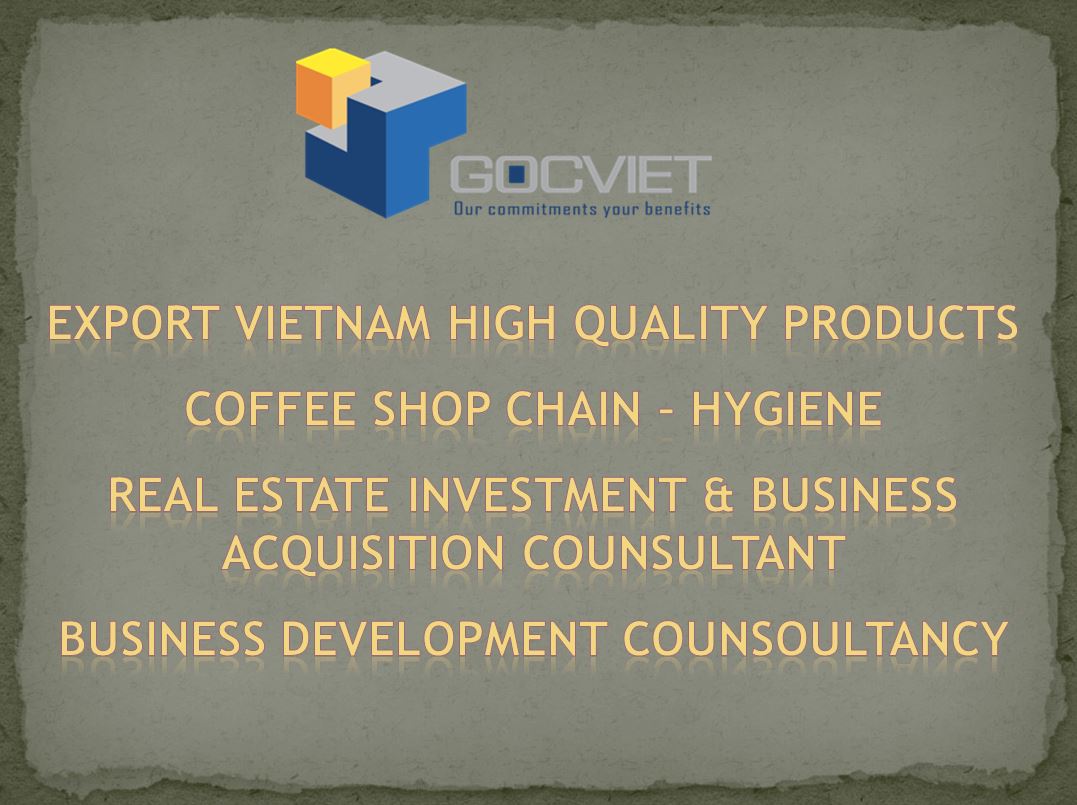 GOCVIET
Our commitments your benefits
EXPORT VIETNAM HIGH QUALITY PRODUCTS
COFFEE SHOP CHAIN – HYGIENE
REAL ESTATE INVESTMENT & BUSINESS
ACQUISITION COUNSULTANT
BUSINESS DEVELOPMENT COUNSOULTANCY